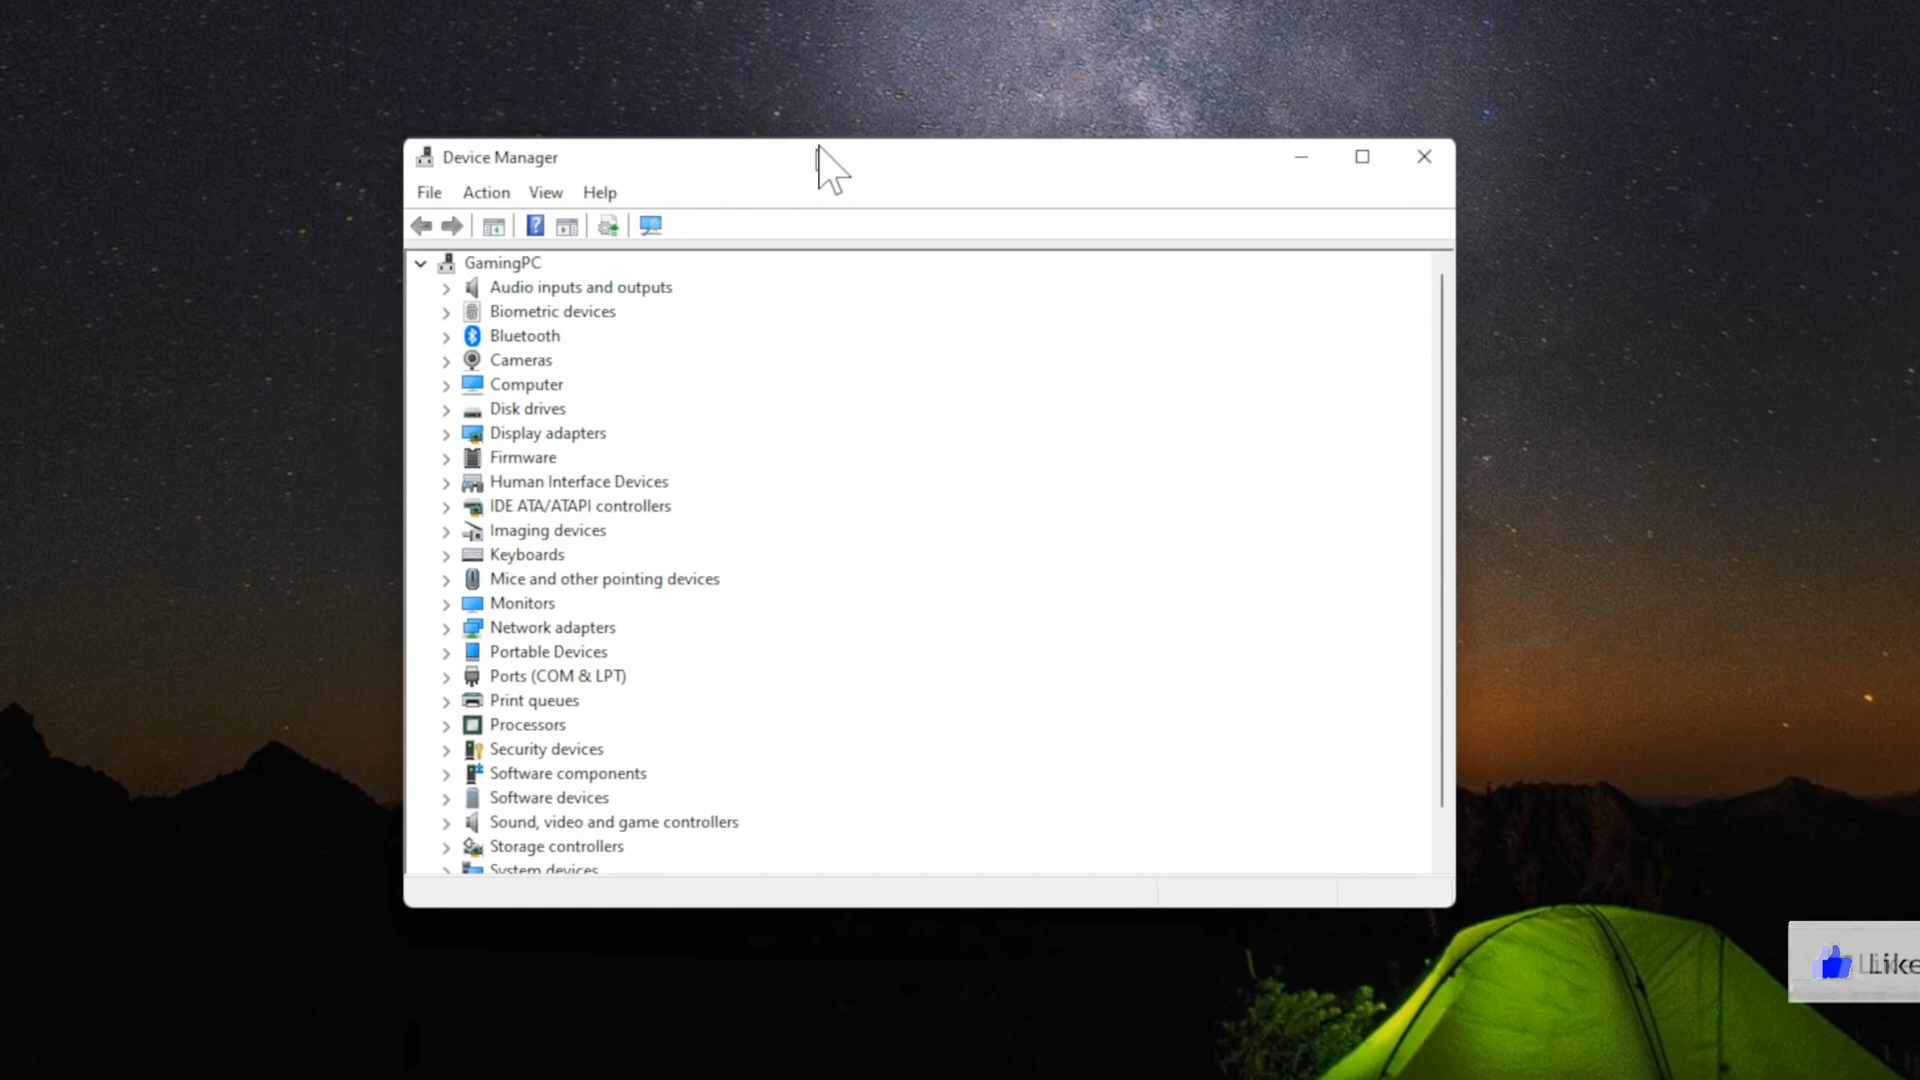 Device Manager
File Action View Help
GamingPC
Audio inputs and outputs
Biometric devices
Bluetooth
Cameras
Computer
Disk drives
Display adapters
Firmware
Human Interface Devices
IDE ATA/ATAPI controllers
Imaging devices
Keyboards
Mice and other pointing devices
Monitors
Network adapters
Portable Devices
Ports (COM & LPT)
Print queues
Processors
Security devices
Software components
Software devices
Sound, video and game controllers
Storage controllers
System devices
Like